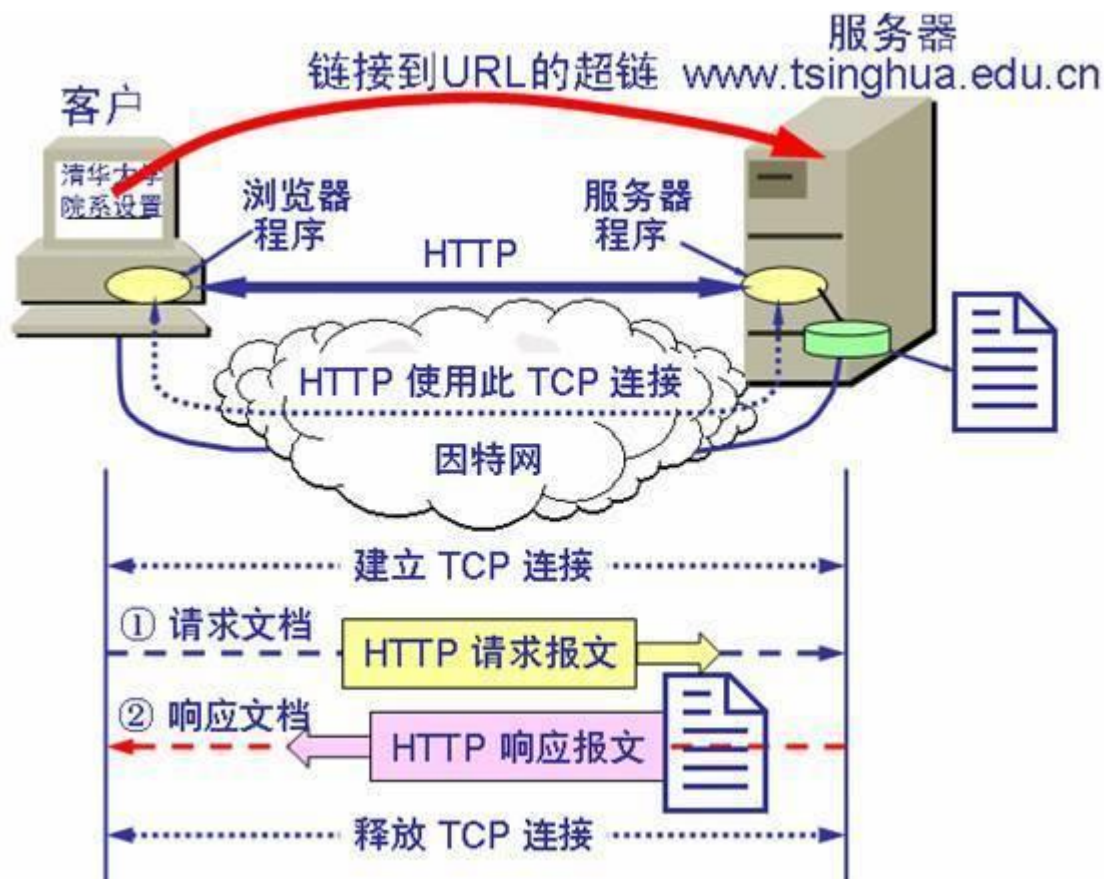 服务器
链接到URL的超链 www.tsinghua.edu.cn
客户
清华大学
院系设置
浏览器
程序
服务器
程序
HTTP
HTTP 使用此 TCP 连接
因特网
建立 TCP 连接
① 请求文档
HTTP 请求报文
② 响应文档
HTTP 响应报文
释放 TCP 连接